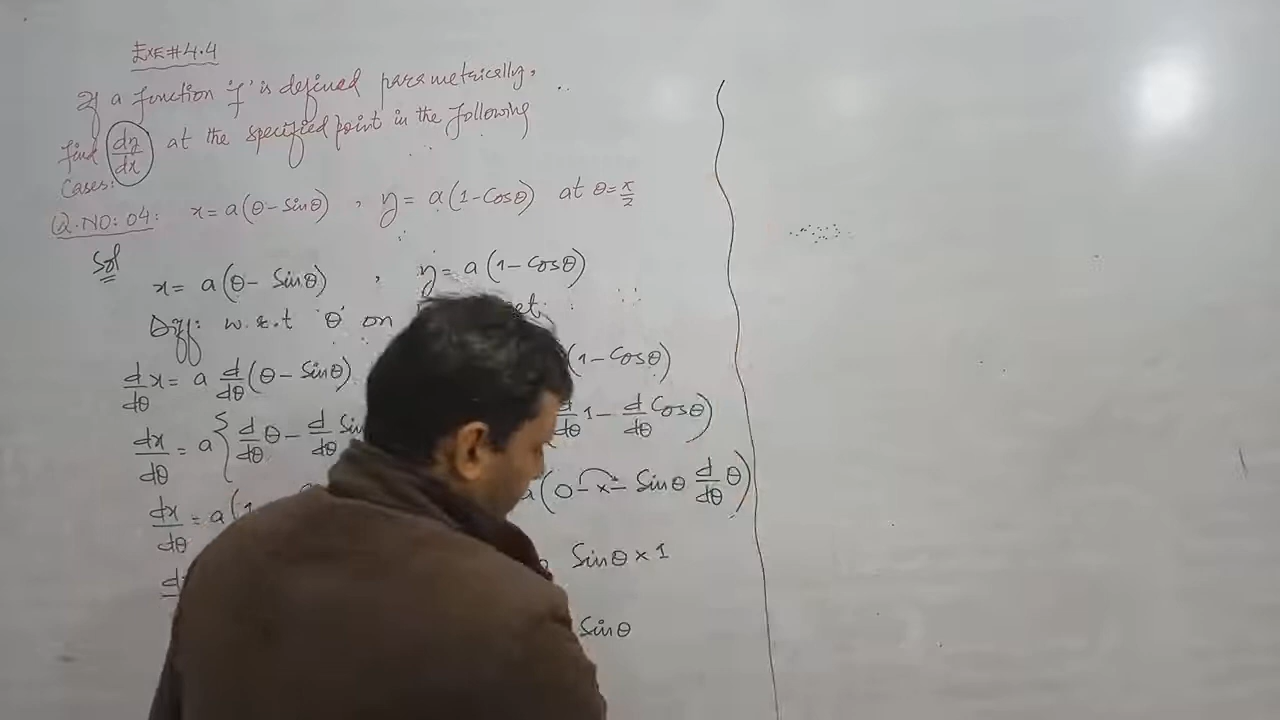 EXE#4.4
If a function 'f' is defined parametrically,
find dy/dx at the specified point in the following
Cases:
Q.NO:04: x = a(θ-Sinθ) , y = a(1-Cosθ) at θ=π/2
Sol
x = a(θ- Sinθ) , y = a(1-Cosθ)
Diff: w.r.t 'θ' on et:
d/dθ x = a d/dθ(θ- Sinθ) (1-Cosθ)
dx/dθ = a{ d/dθ θ - d/dθ Sin d/dθ 1 - d/dθ Cosθ)
dx/dθ = a(1 a(0-x- Sinθ d/dθ θ)
Sinθ x 1
Sinθ